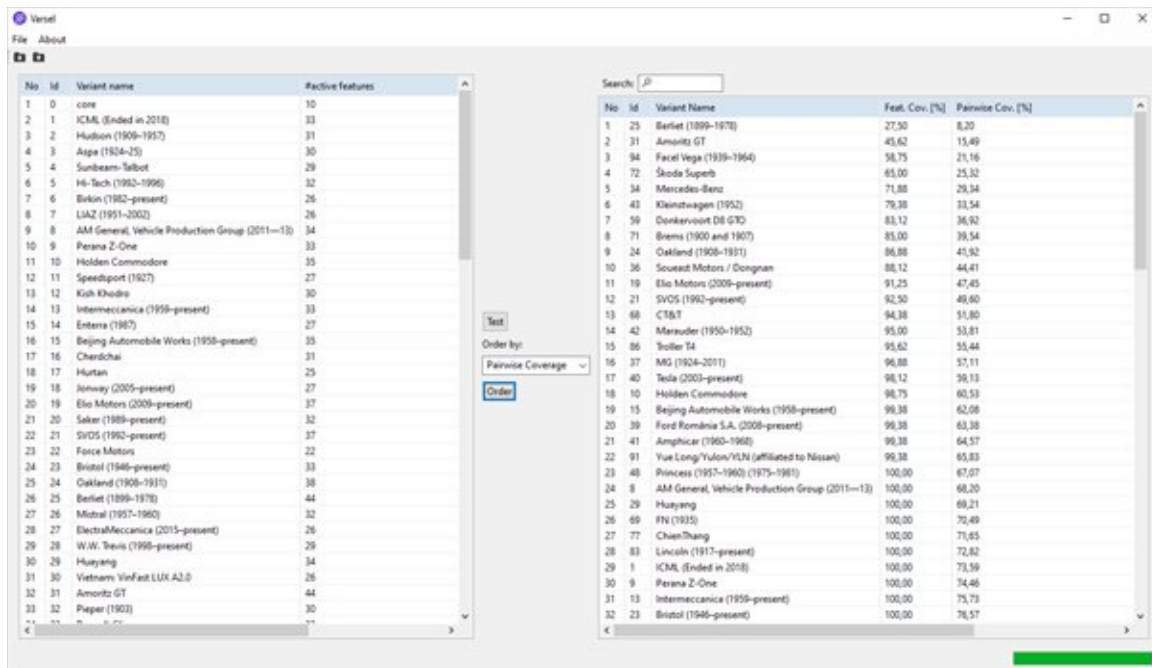 Varsel
File About
No Id Variant name #active features
1 0 core 10
2 1 ICML (Ended in 2018) 33
3 2 Hudson (1909–1957) 31
4 3 Aspa (1924–25) 30
5 4 Sunbeam-Talbot 29
6 5 Hi-Tech (1992–1996) 32
7 6 Birkin (1982–present) 26
8 7 LIAZ (1951–2002) 26
9 8 AM General, Vehicle Production Group (2011—13) 34
10 9 Perana Z-One 33
11 10 Holden Commodore 35
12 11 Speedsport (1927) 27
13 12 Kish Khodro 30
14 13 Intermeccanica (1959–present) 33
15 14 Enterra (1987) 27
16 15 Beijing Automobile Works (1958–present) 35
17 16 Cherdchai 31
18 17 Hurtan 25
19 18 Jonway (2005–present) 27
20 19 Elio Motors (2009–present) 37
21 20 Saker (1989–present) 32
22 21 SVOS (1992–present) 37
23 22 Force Motors 22
24 23 Bristol (1946–present) 33
25 24 Oakland (1908–1931) 38
26 25 Berliet (1899–1978) 44
27 26 Mistral (1957–1960) 32
28 27 ElectraMeccanica (2015–present) 26
29 28 W.W. Trevis (1998–present) 29
30 29 Huayang 34
31 30 Vietnam: VinFast LUX A2.0 26
32 31 Amoritz GT 44
33 32 Pieper (1903) 30
Test
Order by:
Pairwise Coverage
Order
Search:
No Id Variant Name Feat. Cov. [%] Pairwise Cov. [%]
1 25 Berliet (1899–1978) 27,50 8,20
2 31 Amoritz GT 45,62 15,49
3 94 Facel Vega (1939–1964) 58,75 21,16
4 72 Škoda Superb 65,00 25,32
5 34 Mercedes-Benz 71,88 29,34
6 43 Kleinstwagen (1952) 79,38 33,54
7 59 Donkervoort D8 GTO 83,12 36,92
8 71 Brems (1900 and 1907) 85,00 39,54
9 24 Oakland (1908–1931) 86,88 41,92
10 36 Soueast Motors / Dongnan 88,12 44,41
11 19 Elio Motors (2009–present) 91,25 47,45
12 21 SVOS (1992–present) 92,50 49,60
13 68 CT&T 94,38 51,80
14 42 Marauder (1950–1952) 95,00 53,81
15 86 Troller T4 95,62 55,44
16 37 MG (1924–2011) 96,88 57,11
17 40 Tesla (2003–present) 98,12 59,13
18 10 Holden Commodore 98,75 60,53
19 15 Beijing Automobile Works (1958–present) 99,38 62,08
20 39 Ford România S.A. (2008–present) 99,38 63,38
21 41 Amphicar (1960–1968) 99,38 64,57
22 91 Yue Long/Yulon/YLN (affiliated to Nissan) 99,38 65,83
23 48 Princess (1957–1960) (1975–1981) 100,00 67,07
24 8 AM General, Vehicle Production Group (2011—13) 100,00 68,20
25 29 Huayang 100,00 69,21
26 69 FN (1935) 100,00 70,49
27 77 ChienThang 100,00 71,65
28 83 Lincoln (1917–present) 100,00 72,82
29 1 ICML (Ended in 2018) 100,00 73,59
30 9 Perana Z-One 100,00 74,46
31 13 Intermeccanica (1959–present) 100,00 75,73
32 23 Bristol (1946–present) 100,00 76,57